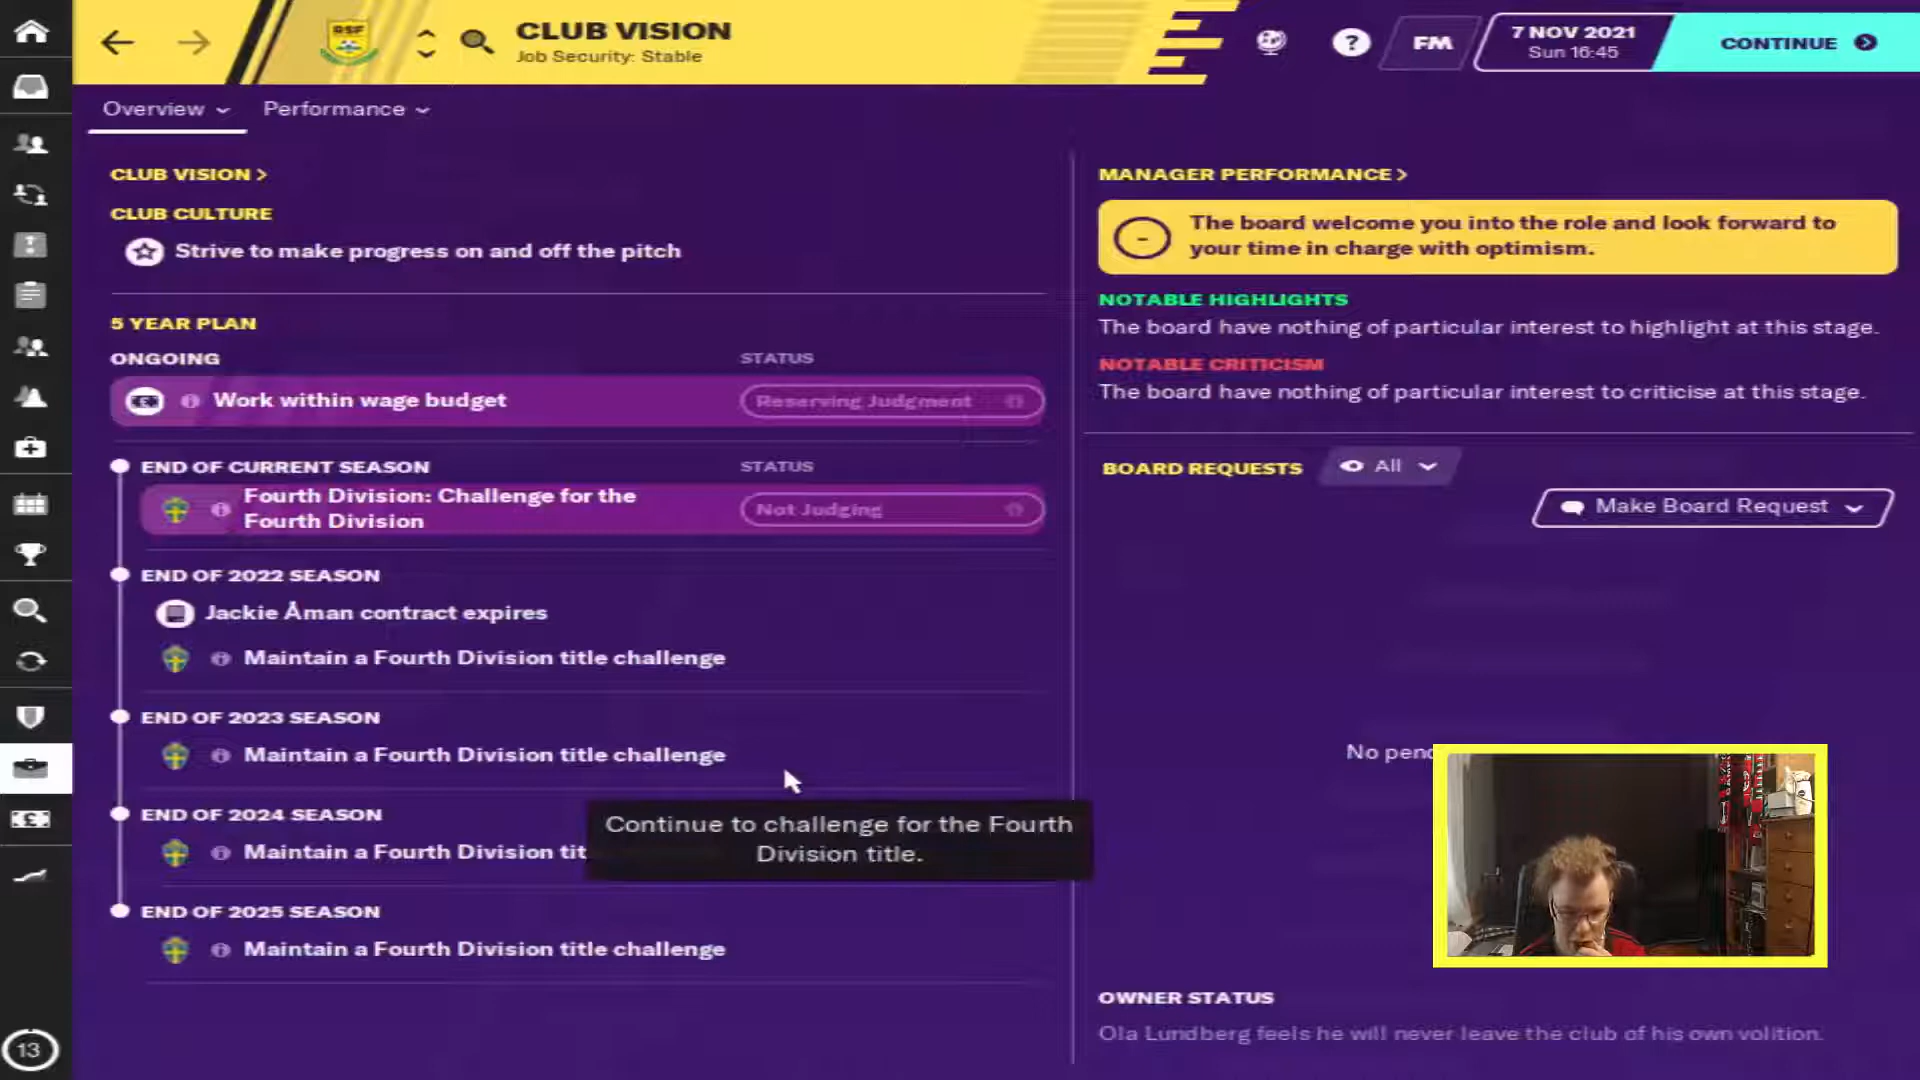 RSF
CLUB VISION
Job Security: Stable
?
FM
7 NOV 2021
Sun 16:45
CONTINUE
Overview
Performance
CLUB VISION >
CLUB CULTURE
Strive to make progress on and off the pitch
5 YEAR PLAN
ONGOING
STATUS
Work within wage budget
Reserving Judgment
END OF CURRENT SEASON
STATUS
Fourth Division: Challenge for the
Fourth Division
Not Judging
END OF 2022 SEASON
Jackie Åman contract expires
Maintain a Fourth Division title challenge
END OF 2023 SEASON
Maintain a Fourth Division title challenge
END OF 2024 SEASON
Maintain a Fourth Division tit
Continue to challenge for the Fourth
Division title.
END OF 2025 SEASON
Maintain a Fourth Division title challenge
MANAGER PERFORMANCE >
The board welcome you into the role and look forward to
your time in charge with optimism.
NOTABLE HIGHLIGHTS
The board have nothing of particular interest to highlight at this stage.
NOTABLE CRITICISM
The board have nothing of particular interest to criticise at this stage.
BOARD REQUESTS
All
Make Board Request
No pen
OWNER STATUS
Ola Lundberg feels he will never leave the club of his own volition.
13